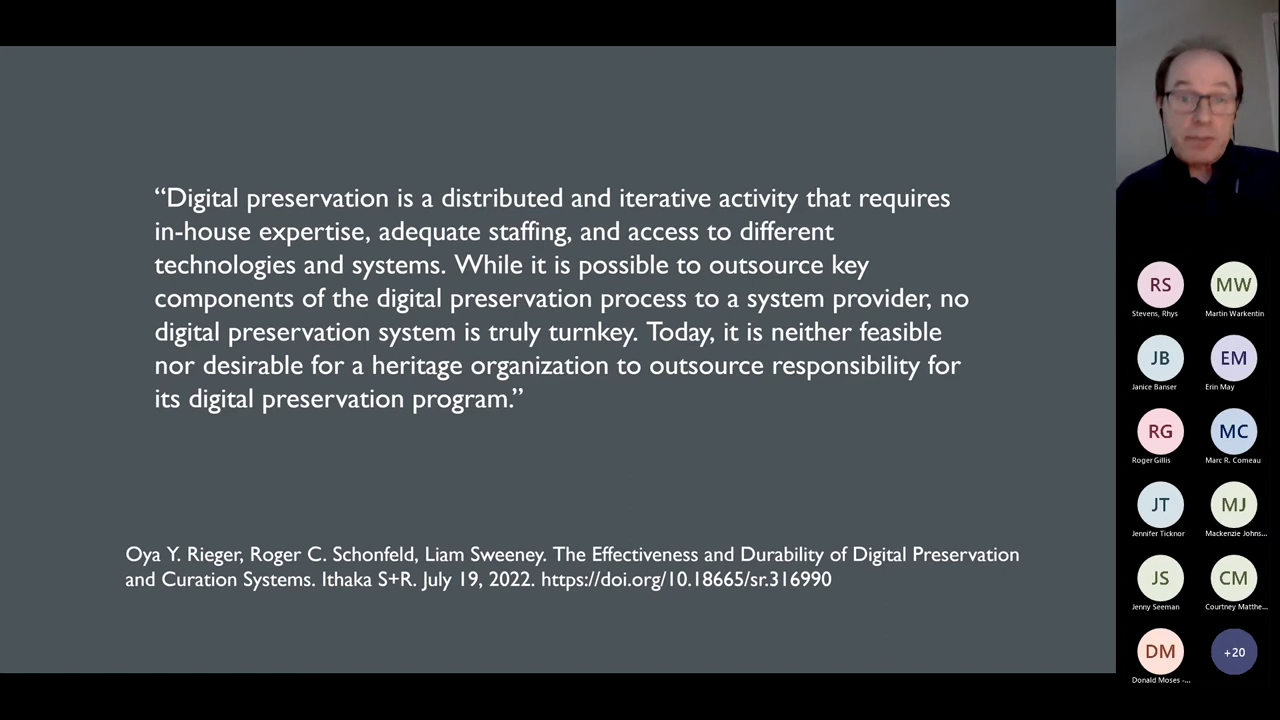 “Digital preservation is a distributed and iterative activity that requires
in-house expertise, adequate staffing, and access to different
technologies and systems. While it is possible to outsource key
components of the digital preservation process to a system provider, no
digital preservation system is truly turnkey. Today, it is neither feasible
nor desirable for a heritage organization to outsource responsibility for
its digital preservation program.”
Oya Y. Rieger, Roger C. Schonfeld, Liam Sweeney. The Effectiveness and Durability of Digital Preservation
and Curation Systems. Ithaka S+R. July 19, 2022. https://doi.org/10.18665/sr.316990
RS MW
Stevens, Rhys Martin Warkentin
JB EM
Janice Banser Erin May
RG MC
Roger Gillis Marc R. Comeau
JT MJ
Jennifer Ticknor Mackenzie Johns...
JS CM
Jenny Seeman Courtney Matthe...
DM +20
Donald Moses -...